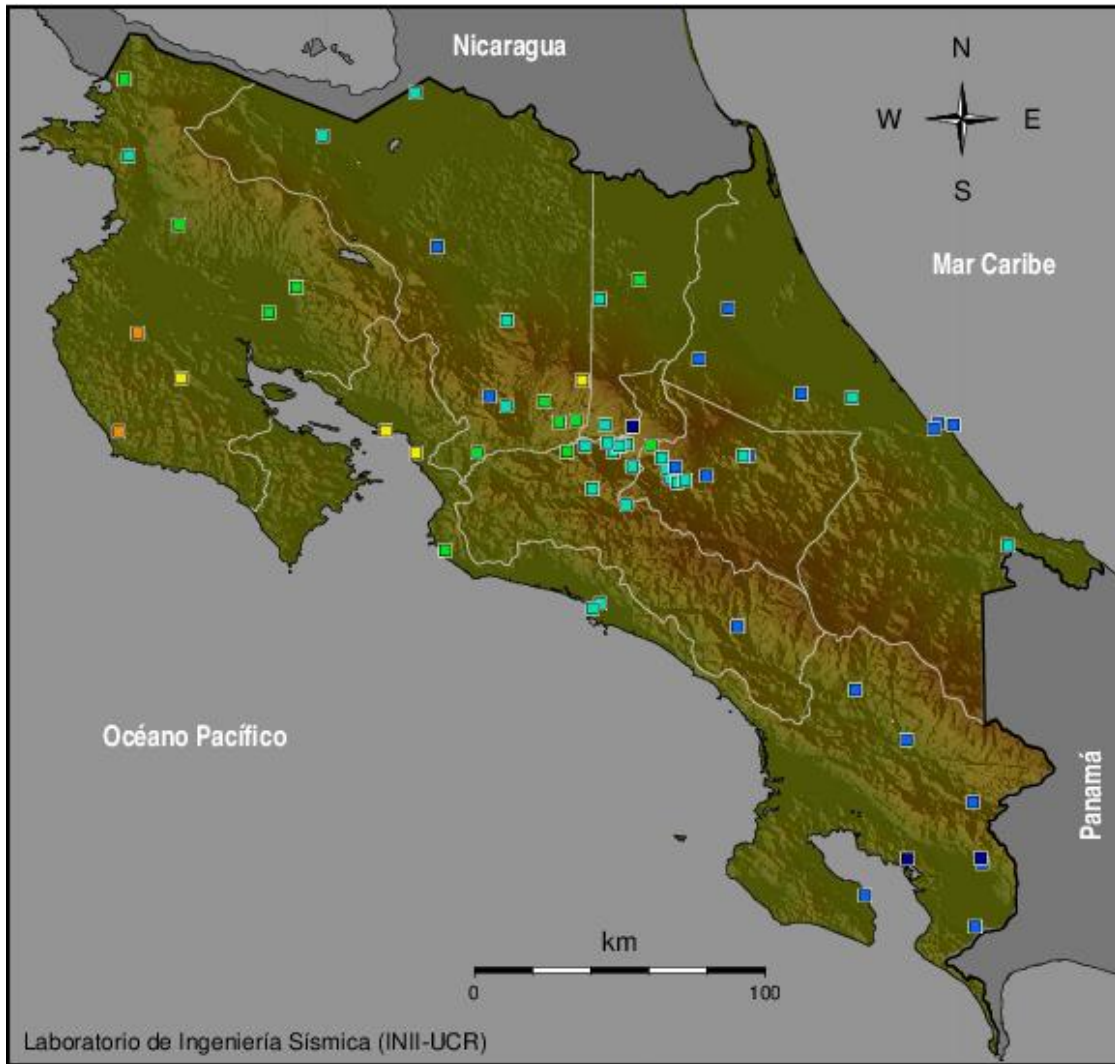 Nicaragua
N
W
E
S
Mar Caribe
Océano Pacífico
Panamá
km
0
100
Laboratorio de Ingeniería Sísmica (INII-UCR)